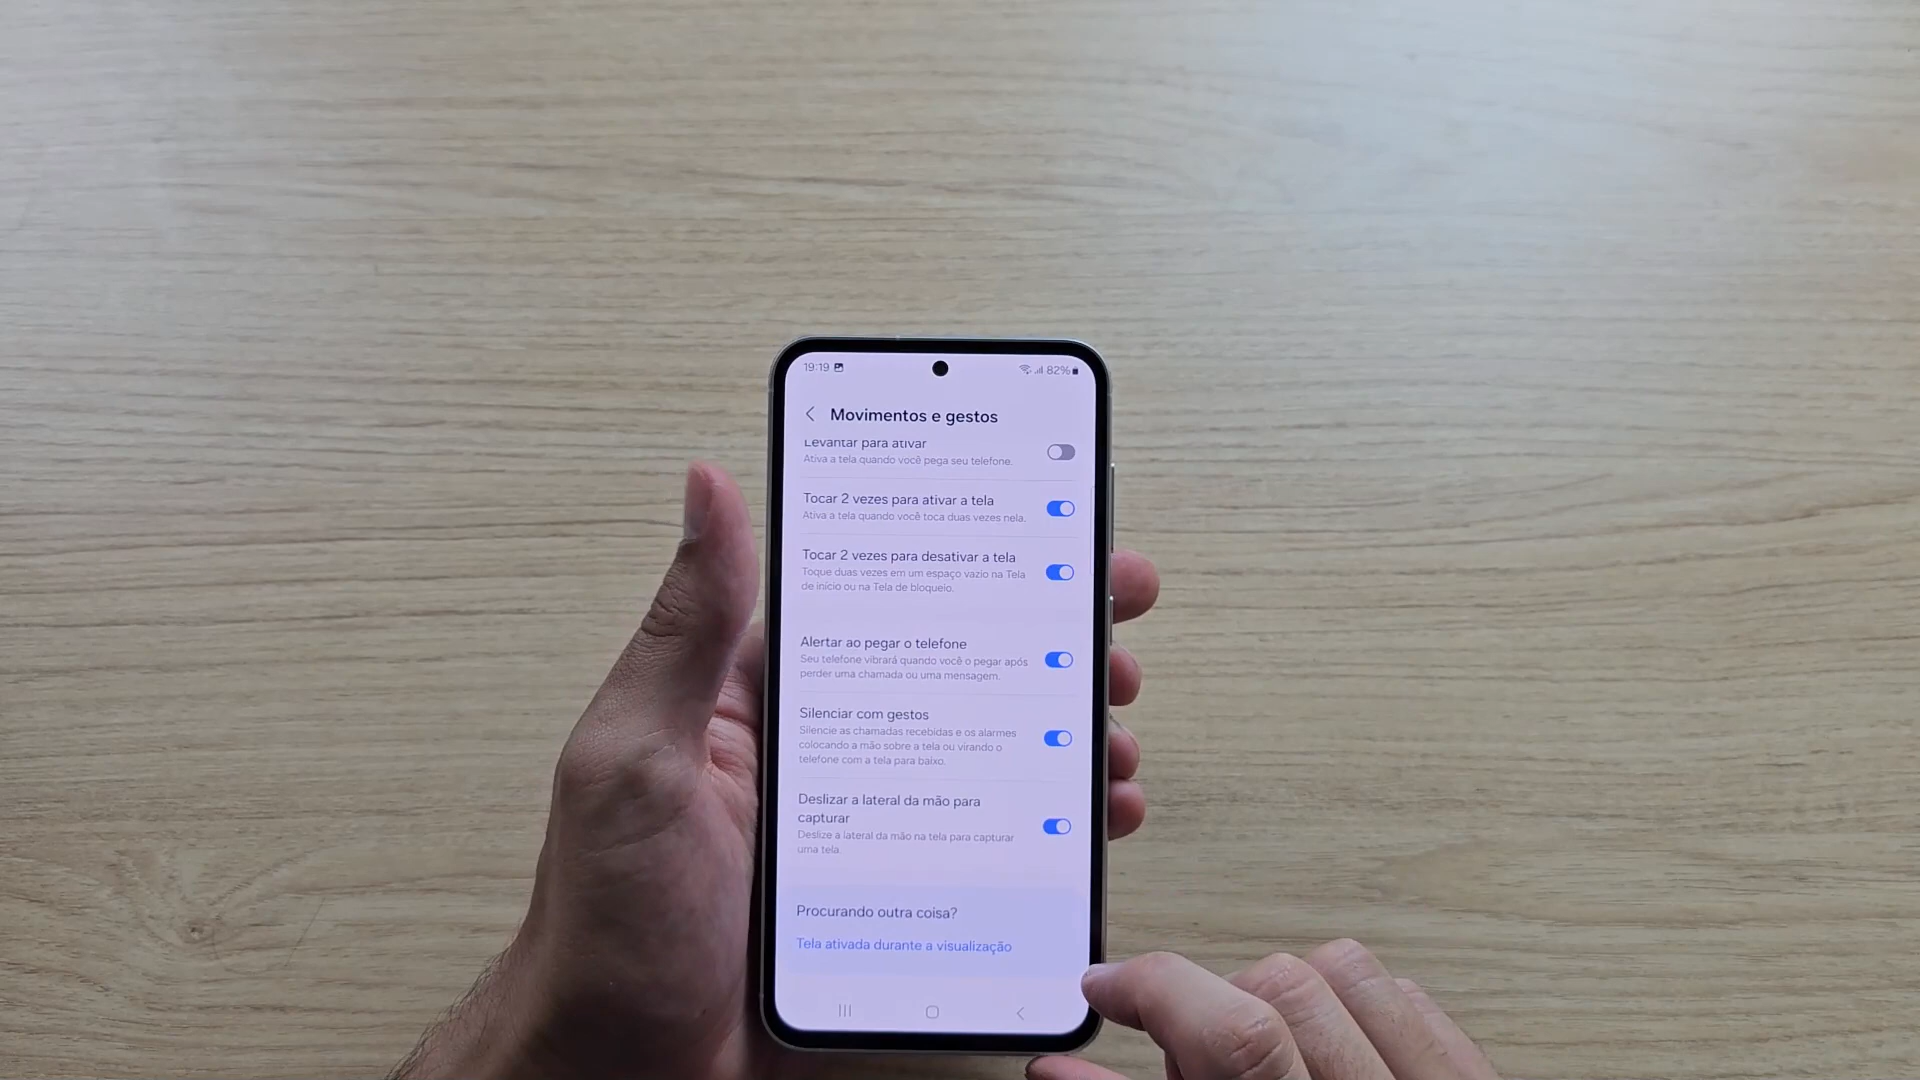 19:19
82%
Movimentos e gestos
Levantar para ativar
Ativa a tela quando você pega seu telefone.
Tocar 2 vezes para ativar a tela
Ativa a tela quando você toca duas vezes nela.
Tocar 2 vezes para desativar a tela
Toque duas vezes em um espaço vazio na Tela
de início ou na Tela de bloqueio.
Alertar ao pegar o telefone
Seu telefone vibrará quando você o pegar após
perder uma chamada ou uma mensagem.
Silenciar com gestos
Silencie as chamadas recebidas e os alarmes
colocando a mão sobre a tela ou virando o
telefone com a tela para baixo.
Deslizar a lateral da mão para
capturar
Deslize a lateral da mão na tela para capturar
uma tela.
Procurando outra coisa?
Tela ativada durante a visualização